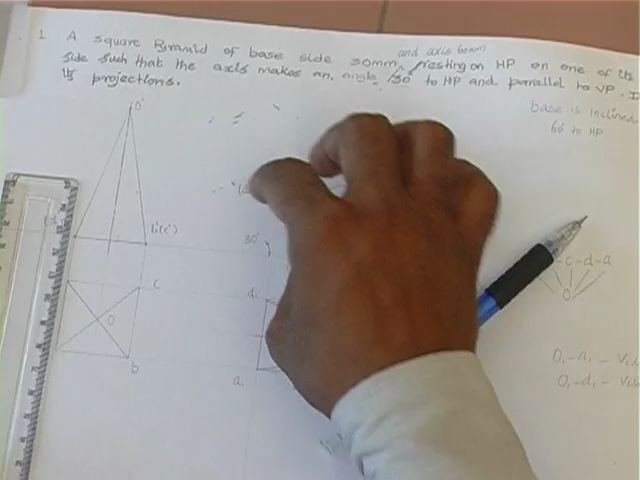 1 A square Pyramid of base side 30mm, and axis 60mm resting on HP on one of its
side such that the axis makes an angle 30° to HP and parallel to VP.
its projections.
base is inclined
60° to HP
o'
b'(c')
30°
c
d1
o
b
a1
-c-d-a
o
O1-a1 -
O1-d1 -